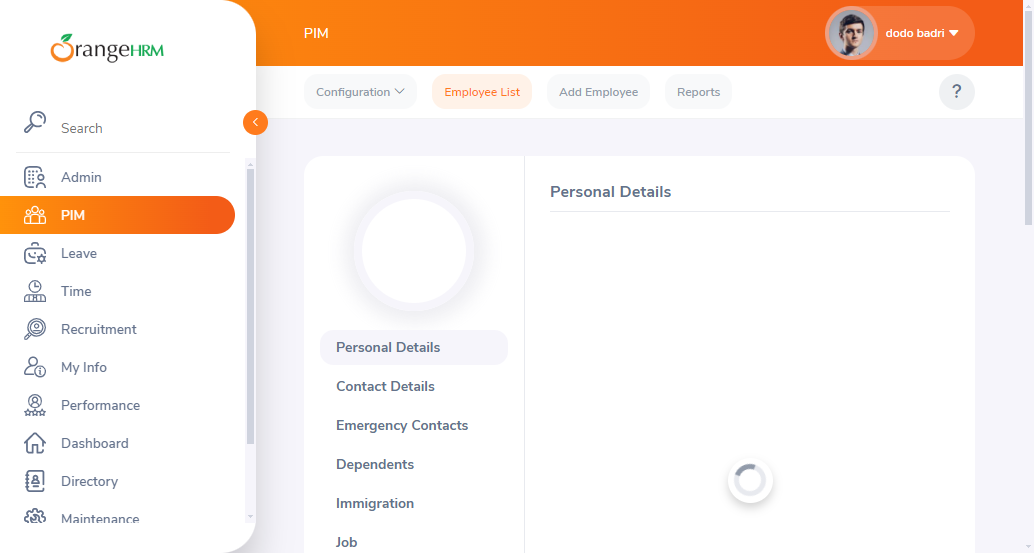 OrangeHRM
Search
Admin
PIM
Leave
Time
Recruitment
My Info
Performance
Dashboard
Directory
Maintenance
PIM
dodo badri
Configuration
Employee List
Add Employee
Reports
?
Personal Details
Contact Details
Emergency Contacts
Dependents
Immigration
Job
Personal Details